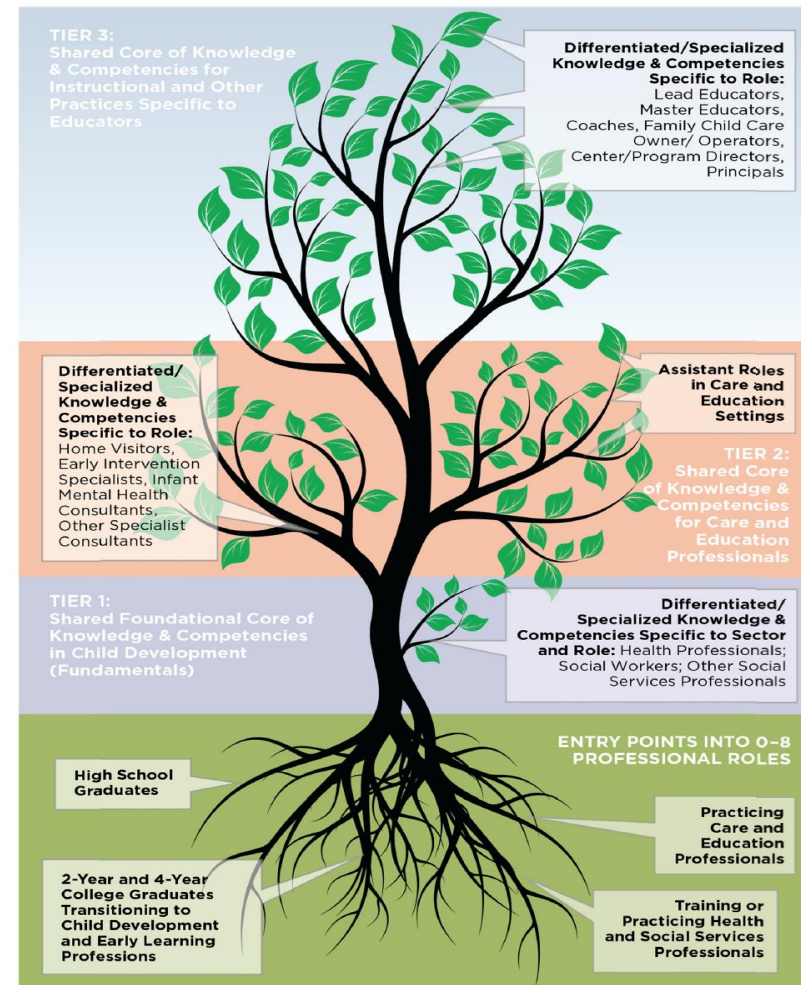 TIER 3:
Shared Core of Knowledge
& Competencies for
Instructional and Other
Practices Specific to
Educators
Differentiated/Specialized
Knowledge & Competencies
Specific to Role:
Lead Educators,
Master Educators,
Coaches, Family Child Care
Owner/ Operators,
Center/Program Directors,
Principals
Differentiated/
Specialized
Knowledge &
Competencies
Specific to Role:
Home Visitors,
Early Intervention
Specialists, Infant
Mental Health
Consultants,
Other Specialist
Consultants
Assistant Roles
in Care and
Education
Settings
TIER 2:
Shared Core
of Knowledge &
Competencies
for Care and
Education
Professionals
TIER 1:
Shared Foundational Core of
Knowledge & Competencies
in Child Development
(Fundamentals)
Differentiated/
Specialized Knowledge &
Competencies Specific to Sector
and Role: Health Professionals;
Social Workers; Other Social
Services Professionals
ENTRY POINTS INTO 0–8
PROFESSIONAL ROLES
High School
Graduates
Practicing
Care and
Education
Professionals
2-Year and 4-Year
College Graduates
Transitioning to
Child Development
and Early Learning
Professions
Training or
Practicing Health
and Social Services
Professionals